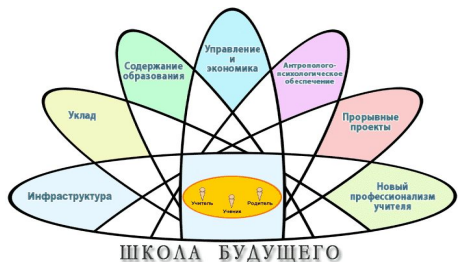 Управление
и
экономика
Содержание
образования
Антрополого-
психологическое
обеспечение
Уклад
Прорывные
проекты
Инфраструктура
Новый
профессионализм
учителя
Учитель
Ученик
Родитель
ШКОЛА БУДУЩЕГО